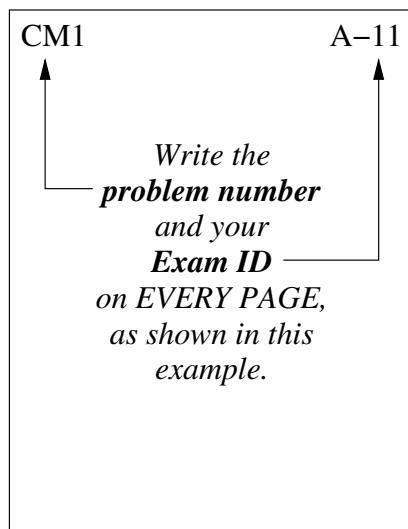 CM1 A−11
Write the
problem number
and your
Exam ID
on EVERY PAGE,
as shown in this
example.